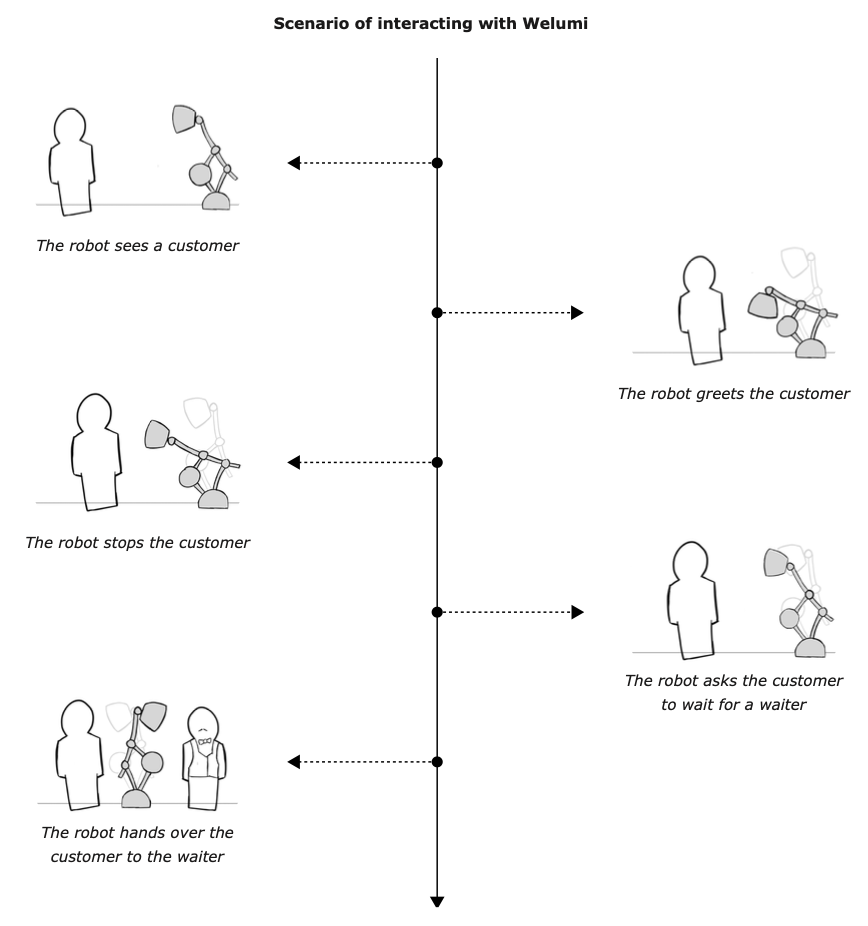 Scenario of interacting with Welumi
The robot sees a customer
The robot greets the customer
The robot stops the customer
The robot asks the customer
to wait for a waiter
The robot hands over the
customer to the waiter